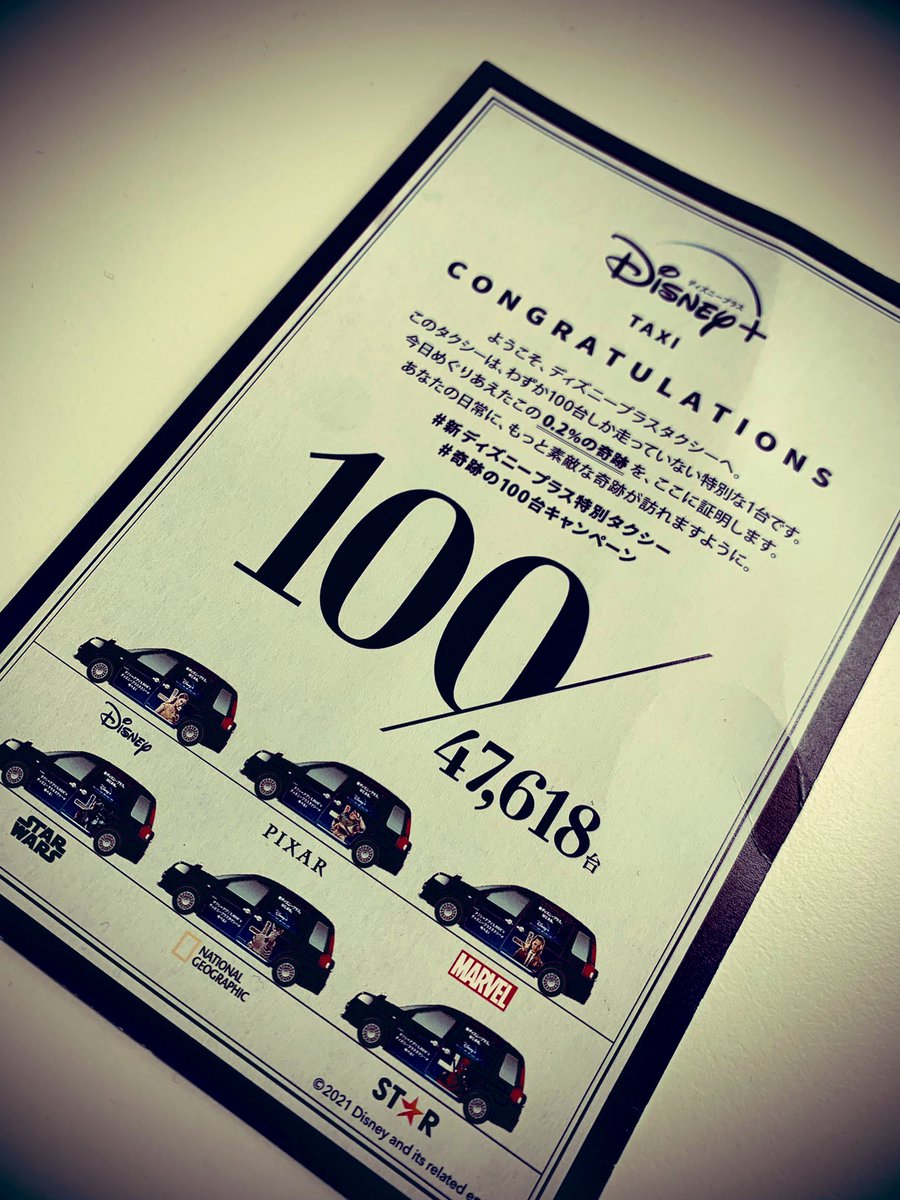 ディズニープラス
Disney+
TAXI
CONGRATULATIONS
ようこそ、ディズニープラスタクシーへ。
このタクシーは、わずか100台しか走っていない特別な1台です。
今日めぐりあえたこの0.2%の奇跡を、ここに証明します。
あなたの日常に、もっと素敵な奇跡が訪れますように。
#新ディズニープラス特別タクシー
#奇跡の100台キャンペーン
100
47,618台
Disney
PIXAR
MARVEL
STAR WARS
NATIONAL GEOGRAPHIC
STAR
©2021 Disney and its related